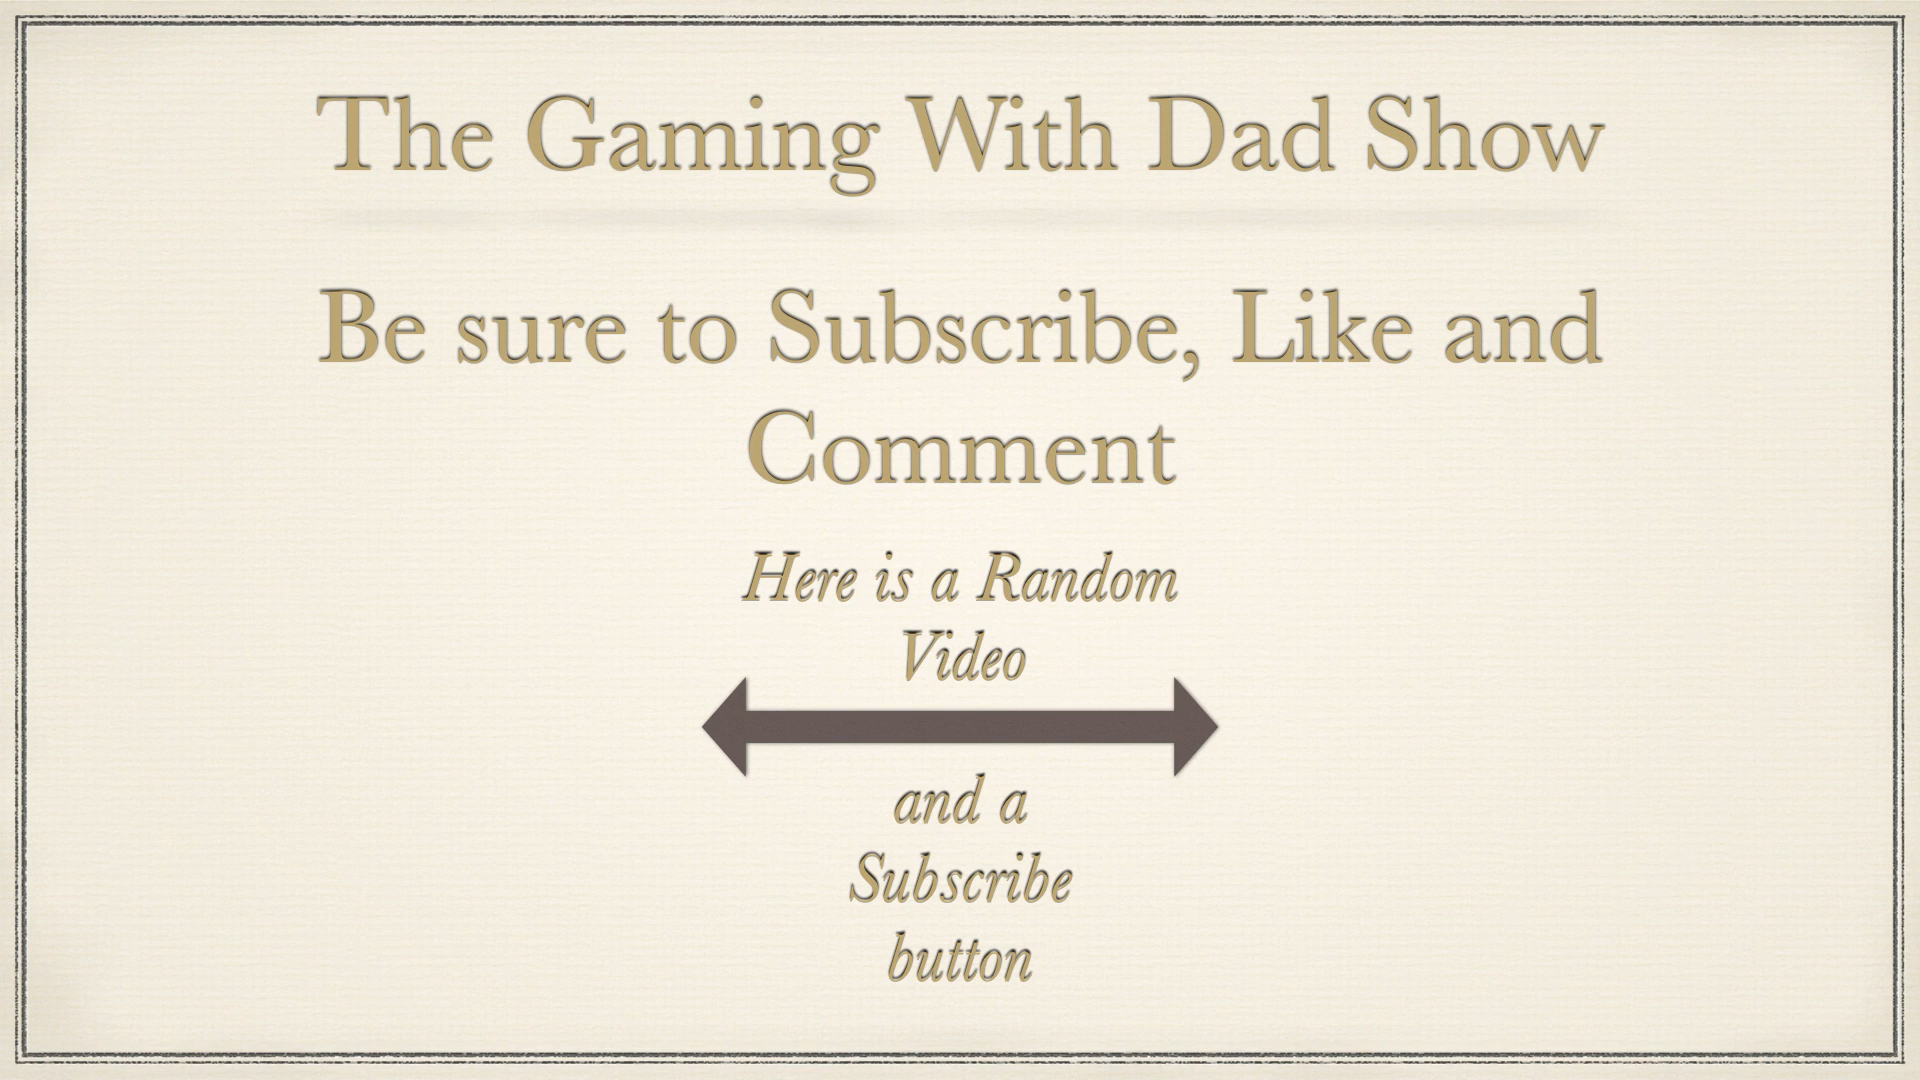 The Gaming With Dad Show
Be sure to Subscribe, Like and
Comment
Here is a Random
Video
and a
Subscribe
button